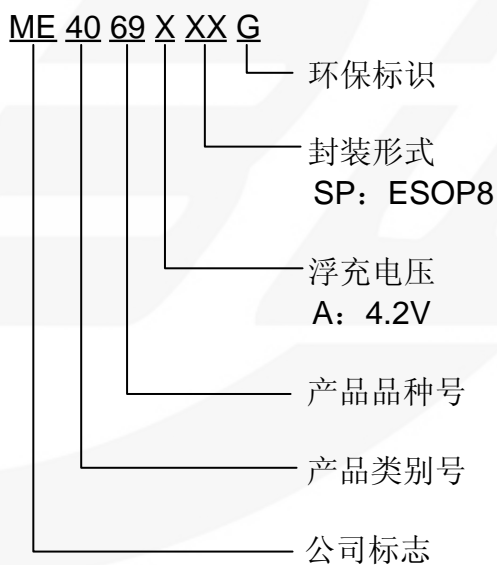 ME 40 69 X XX G
环保标识
封装形式
SP：ESOP8
浮充电压
A：4.2V
产品品种号
产品类别号
公司标志